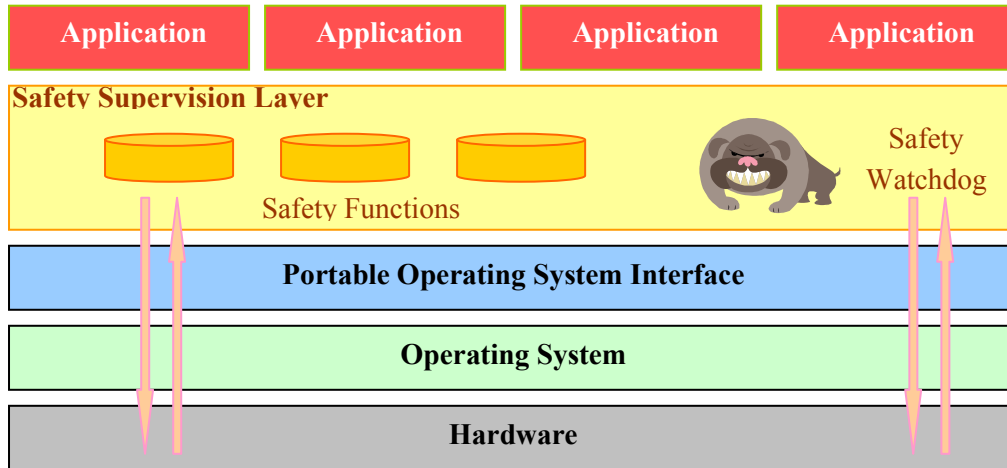 Application Application Application Application
Safety Supervision Layer
Safety
Watchdog
Safety Functions
Portable Operating System Interface
Operating System
Hardware